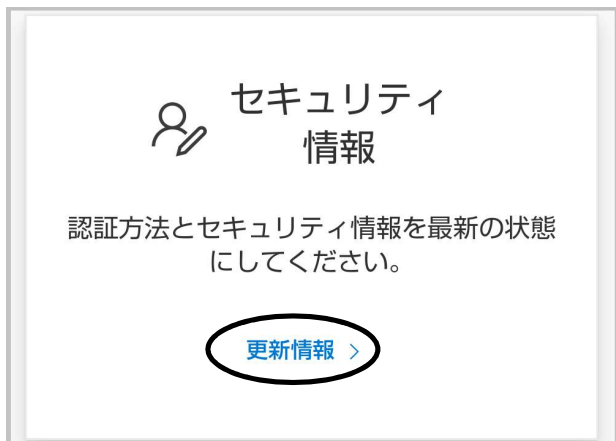 セキュリティ
情報
認証方法とセキュリティ情報を最新の状態
にしてください。
更新情報 >